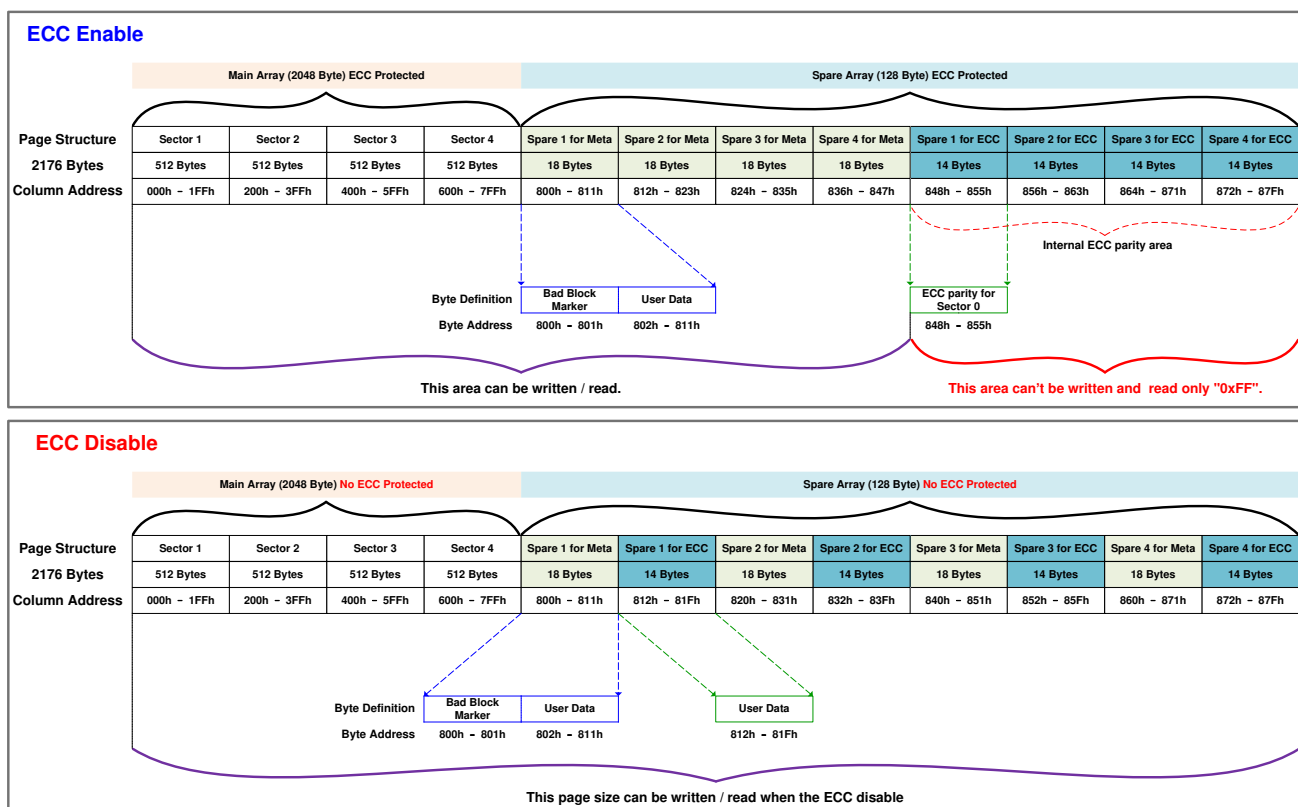 ECC Enable
Main Array (2048 Byte) ECC Protected Spare Array (128 Byte) ECC Protected
Page Structure Sector 1 Sector 2 Sector 3 Sector 4 Spare 1 for Meta Spare 2 for Meta Spare 3 for Meta Spare 4 for Meta Spare 1 for ECC Spare 2 for ECC Spare 3 for ECC Spare 4 for ECC
2176 Bytes 512 Bytes 512 Bytes 512 Bytes 512 Bytes 18 Bytes 18 Bytes 18 Bytes 18 Bytes 14 Bytes 14 Bytes 14 Bytes 14 Bytes
Column Address 000h - 1FFh 200h - 3FFh 400h - 5FFh 600h - 7FFh 800h - 811h 812h - 823h 824h - 835h 836h - 847h 848h - 855h 856h - 863h 864h - 871h 872h - 87Fh
Internal ECC parity area
Byte Definition Bad Block Marker User Data ECC parity for Sector 0
Byte Address 800h - 801h 802h - 811h 848h - 855h
This area can be written / read. This area can't be written and read only "0xFF".
ECC Disable
Main Array (2048 Byte) No ECC Protected Spare Array (128 Byte) No ECC Protected
Page Structure Sector 1 Sector 2 Sector 3 Sector 4 Spare 1 for Meta Spare 1 for ECC Spare 2 for Meta Spare 2 for ECC Spare 3 for Meta Spare 3 for ECC Spare 4 for Meta Spare 4 for ECC
2176 Bytes 512 Bytes 512 Bytes 512 Bytes 512 Bytes 18 Bytes 14 Bytes 18 Bytes 14 Bytes 18 Bytes 14 Bytes 18 Bytes 14 Bytes
Column Address 000h - 1FFh 200h - 3FFh 400h - 5FFh 600h - 7FFh 800h - 811h 812h - 81Fh 820h - 831h 832h - 83Fh 840h - 851h 852h - 85Fh 860h - 871h 872h - 87Fh
Byte Definition Bad Block Marker User Data User Data
Byte Address 800h - 801h 802h - 811h 812h - 81Fh
This page size can be written / read when the ECC disable